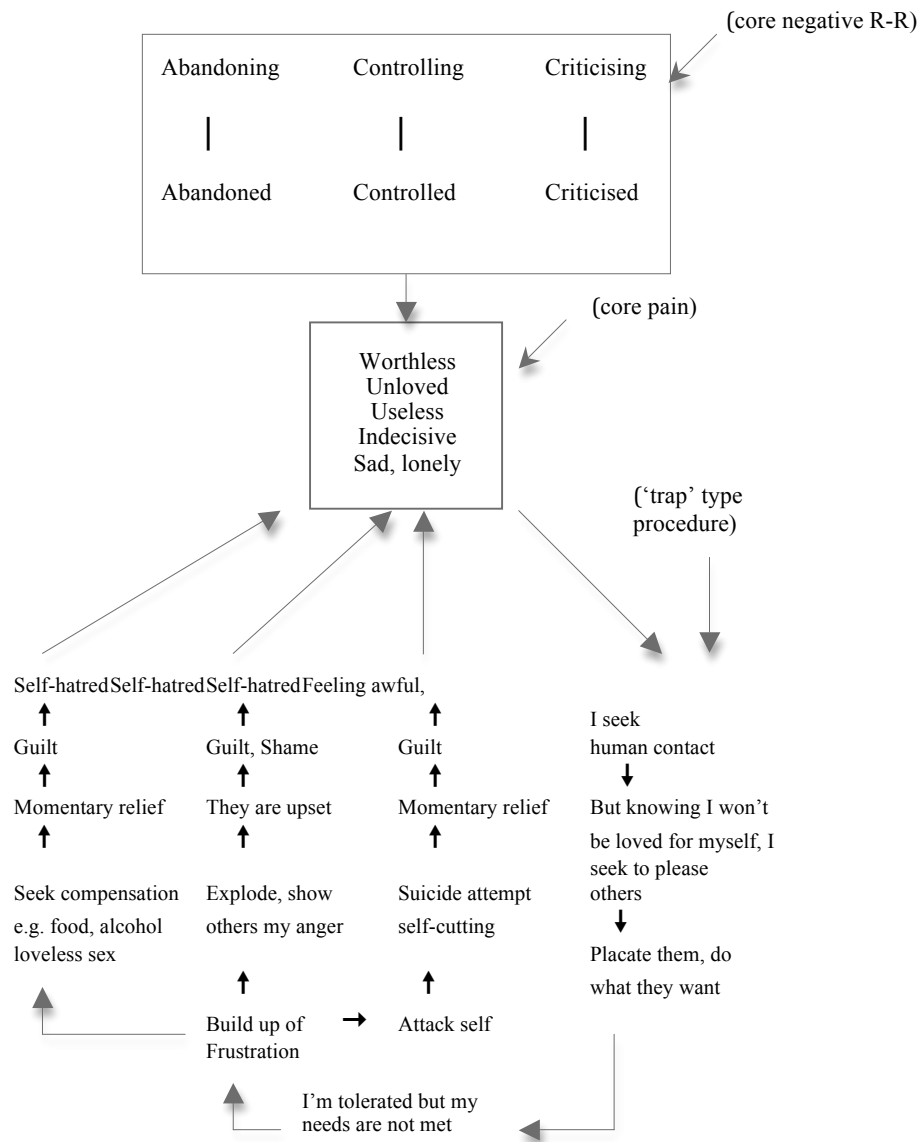 (core negative R-R)
Abandoning Controlling Criticising
Abandoned Controlled Criticised
(core pain)
Worthless
Unloved
Useless
Indecisive
Sad, lonely
(‘trap’ type
procedure)
Self-hatredSelf-hatredSelf-hatredFeeling awful,
Guilt
Guilt, Shame
Guilt
I seek
human contact
Momentary relief
They are upset
Momentary relief
But knowing I won’t
be loved for myself, I
seek to please
others
Seek compensation
e.g. food, alcohol
loveless sex
Explode, show
others my anger
Suicide attempt
self-cutting
Placate them, do
what they want
Build up of
Frustration
Attack self
I’m tolerated but my
needs are not met